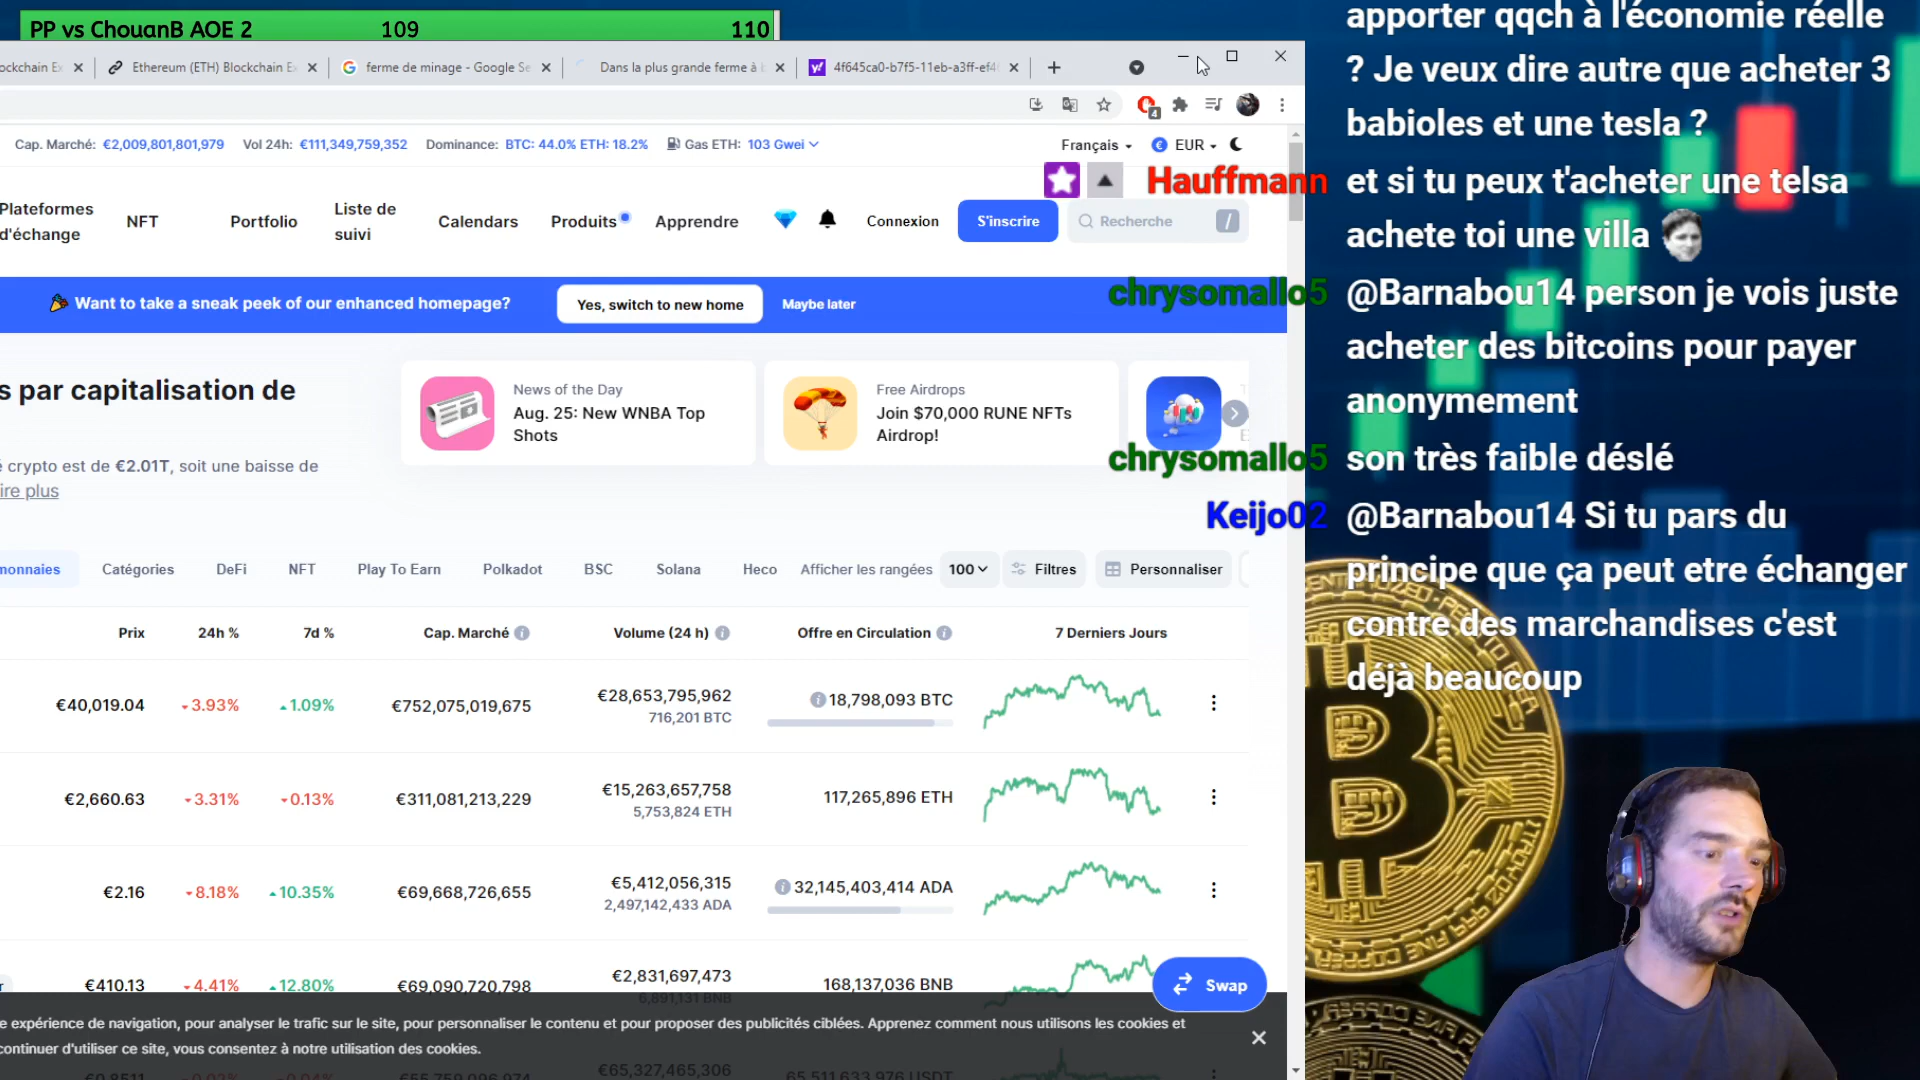 PP vs ChouanB AOE 2 109 110
ockchain Ex
Ethereum (ETH) Blockchain Ex
ferme de minage - Google Se
Dans la plus grande ferme à b
4f645ca0-b7f5-11eb-a3ff-ef4
4
Cap. Marché: €2,009,801,801,979 Vol 24h: €111,349,759,352 Dominance: BTC: 44.0% ETH: 18.2% Gas ETH: 103 Gwei
Français EUR
Plateformes
d'échange
NFT
Portfolio
Liste de
suivi
Calendars
Produits
Apprendre
Connexion
S'inscrire
Recherche /
Want to take a sneak peek of our enhanced homepage?
Yes, switch to new home
Maybe later
s par capitalisation de
é crypto est de €2.01T, soit une baisse de
ire plus
News of the Day
Aug. 25: New WNBA Top
Shots
Free Airdrops
Join $70,000 RUNE NFTs
Airdrop!
monnaies Catégories DeFi NFT Play To Earn Polkadot BSC Solana Heco Afficher les rangées 100 Filtres Personnaliser
Prix 24h % 7d % Cap. Marché Volume (24 h) Offre en Circulation 7 Derniers Jours
€40,019.04 3.93% 1.09% €752,075,019,675 €28,653,795,962 18,798,093 BTC
716,201 BTC
€2,660.63 3.31% 0.13% €311,081,213,229 €15,263,657,758 117,265,896 ETH
5,753,824 ETH
€2.16 8.18% 10.35% €69,668,726,655 €5,412,056,315 32,145,403,414 ADA
2,497,142,433 ADA
€410.13 4.41% 12.80% €69,090,720,798 €2,831,697,473 168,137,036 BNB
6,891,131 BNB
Swap
e expérience de navigation, pour analyser le trafic sur le site, pour personnaliser le contenu et pour proposer des publicités ciblées. Apprenez comment nous utilisons les cookies et
continuer d'utiliser ce site, vous consentez à notre utilisation des cookies.
€65,327,465,306
apporter qqch à l'économie réelle
? Je veux dire autre que acheter 3
babioles et une tesla ?
Hauffmann et si tu peux t'acheter une telsa
achete toi une villa
chrysomallo5 @Barnabou14 person je vois juste
acheter des bitcoins pour payer
anonymement
chrysomallo5 son très faible déslé
Keijo02 @Barnabou14 Si tu pars du
principe que ça peut etre échanger
contre des marchandises c'est
déjà beaucoup